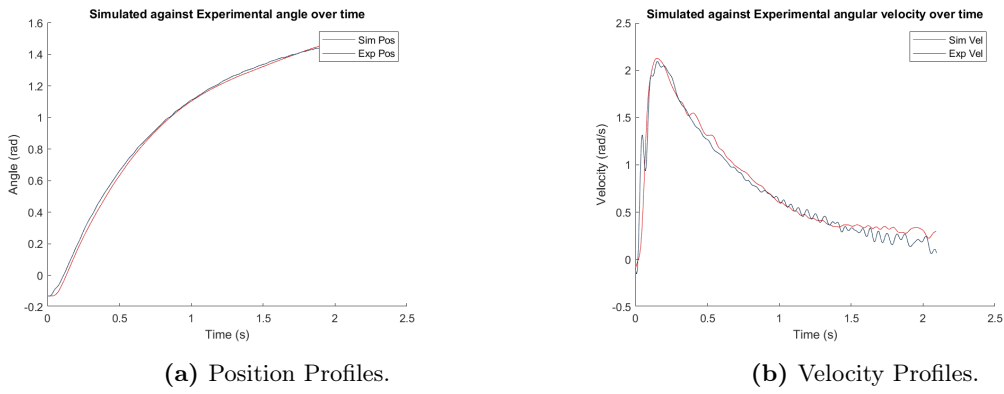 Simulated against Experimental angle over time
1.6
1.4
1.2
1
0.8
0.6
0.4
0.2
0
-0.2
Angle (rad)
0
0.5
1
1.5
2
2.5
Time (s)
Sim Pos
Exp Pos
(a) Position Profiles.
Simulated against Experimental angular velocity over time
2.5
2
1.5
1
0.5
0
-0.5
Velocity (rad/s)
0
0.5
1
1.5
2
2.5
Time (s)
Sim Vel
Exp Vel
(b) Velocity Profiles.